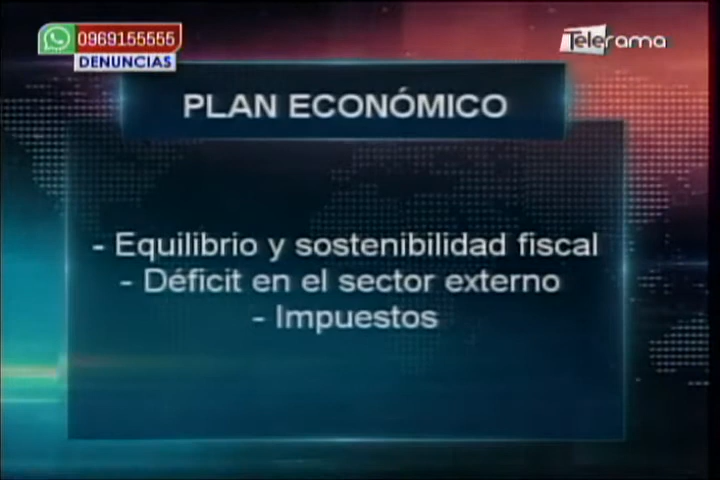 0969155555
Telerama
DENUNCIAS
PLAN ECONÓMICO
- Equilibrio y sostenibilidad fiscal
- Déficit en el sector externo
- Impuestos